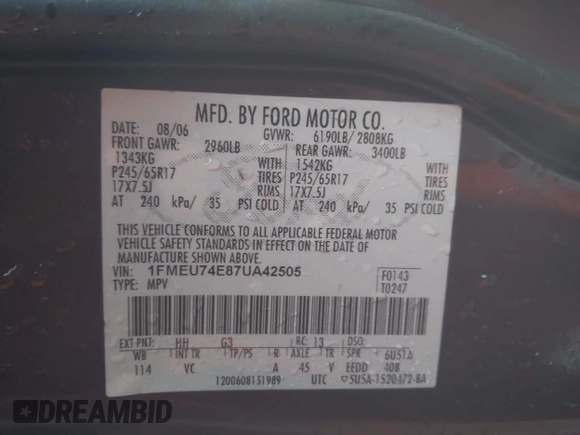 MFD. BY FORD MOTOR CO.
DATE: 08/06 GVWR: 6190LB/ 2808KG
FRONT GAWR: 2960LB REAR GAWR: 3400LB
1343KG WITH 1542KG WITH
P245/65R17 TIRES P245/65R17 TIRES
17X7.5J RIMS 17X7.5J RIMS
AT 240 kPa/ 35 PSI COLD AT 240 kPa/ 35 PSI COLD
THIS VEHICLE CONFORMS TO ALL APPLICABLE FEDERAL MOTOR
VEHICLE SAFETY STANDARDS IN EFFECT ON THE DATE OF
MANUFACTURE SHOWN ABOVE.
VIN: 1FMEU74E87UA42505 F0143
TYPE: MPV T0247
EXT PNT: HH G3 RC: 13 DSO:
WB INT TR TP/PS R AXLE TR SPR 6U51A
114 VC A 45 V EEDD 408
1200608151989 UTC 5U5A-1520472-BA
DREAMBID